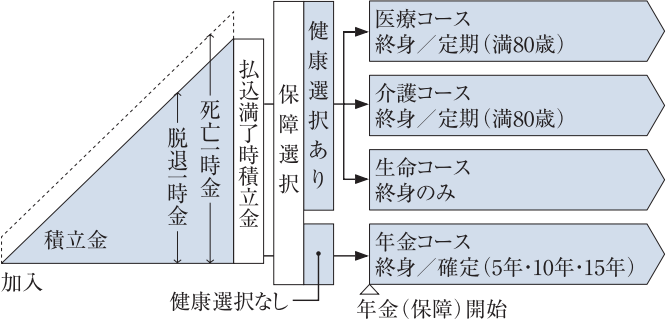 加入
積立金
脱退一時金
死亡一時金
払込満了時積立金
保障選択
健康選択あり
健康選択なし
医療コース
終身／定期（満80歳）
介護コース
終身／定期（満80歳）
生命コース
終身のみ
年金コース
終身／確定（5年・10年・15年）
年金（保障）開始